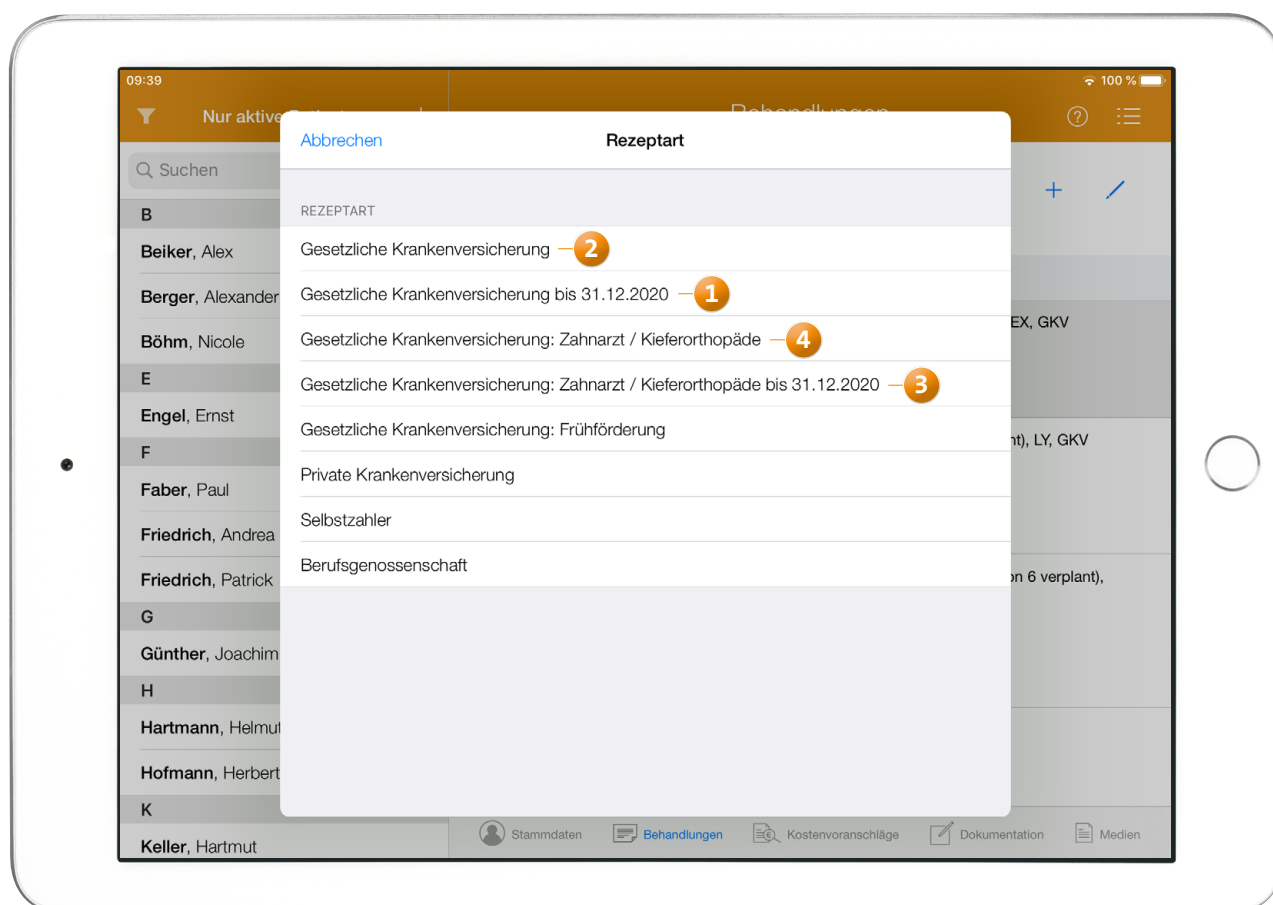 09:39
100 %
Nur aktive
Behandlungen
Suchen
B
Beiker, Alex
Berger, Alexander
Böhm, Nicole
E
Engel, Ernst
F
Faber, Paul
Friedrich, Andrea
Friedrich, Patrick
G
Günther, Joachim
H
Hartmann, Helmut
Hofmann, Herbert
K
Keller, Hartmut
Abbrechen
Rezeptart
REZEPTART
Gesetzliche Krankenversicherung 2
Gesetzliche Krankenversicherung bis 31.12.2020 1
Gesetzliche Krankenversicherung: Zahnarzt / Kieferorthopäde 4
Gesetzliche Krankenversicherung: Zahnarzt / Kieferorthopäde bis 31.12.2020 3
Gesetzliche Krankenversicherung: Frühförderung
Private Krankenversicherung
Selbstzahler
Berufsgenossenschaft
EX, GKV
LY, GKV
6 verplant),
Stammdaten
Behandlungen
Kostenvoranschläge
Dokumentation
Medien